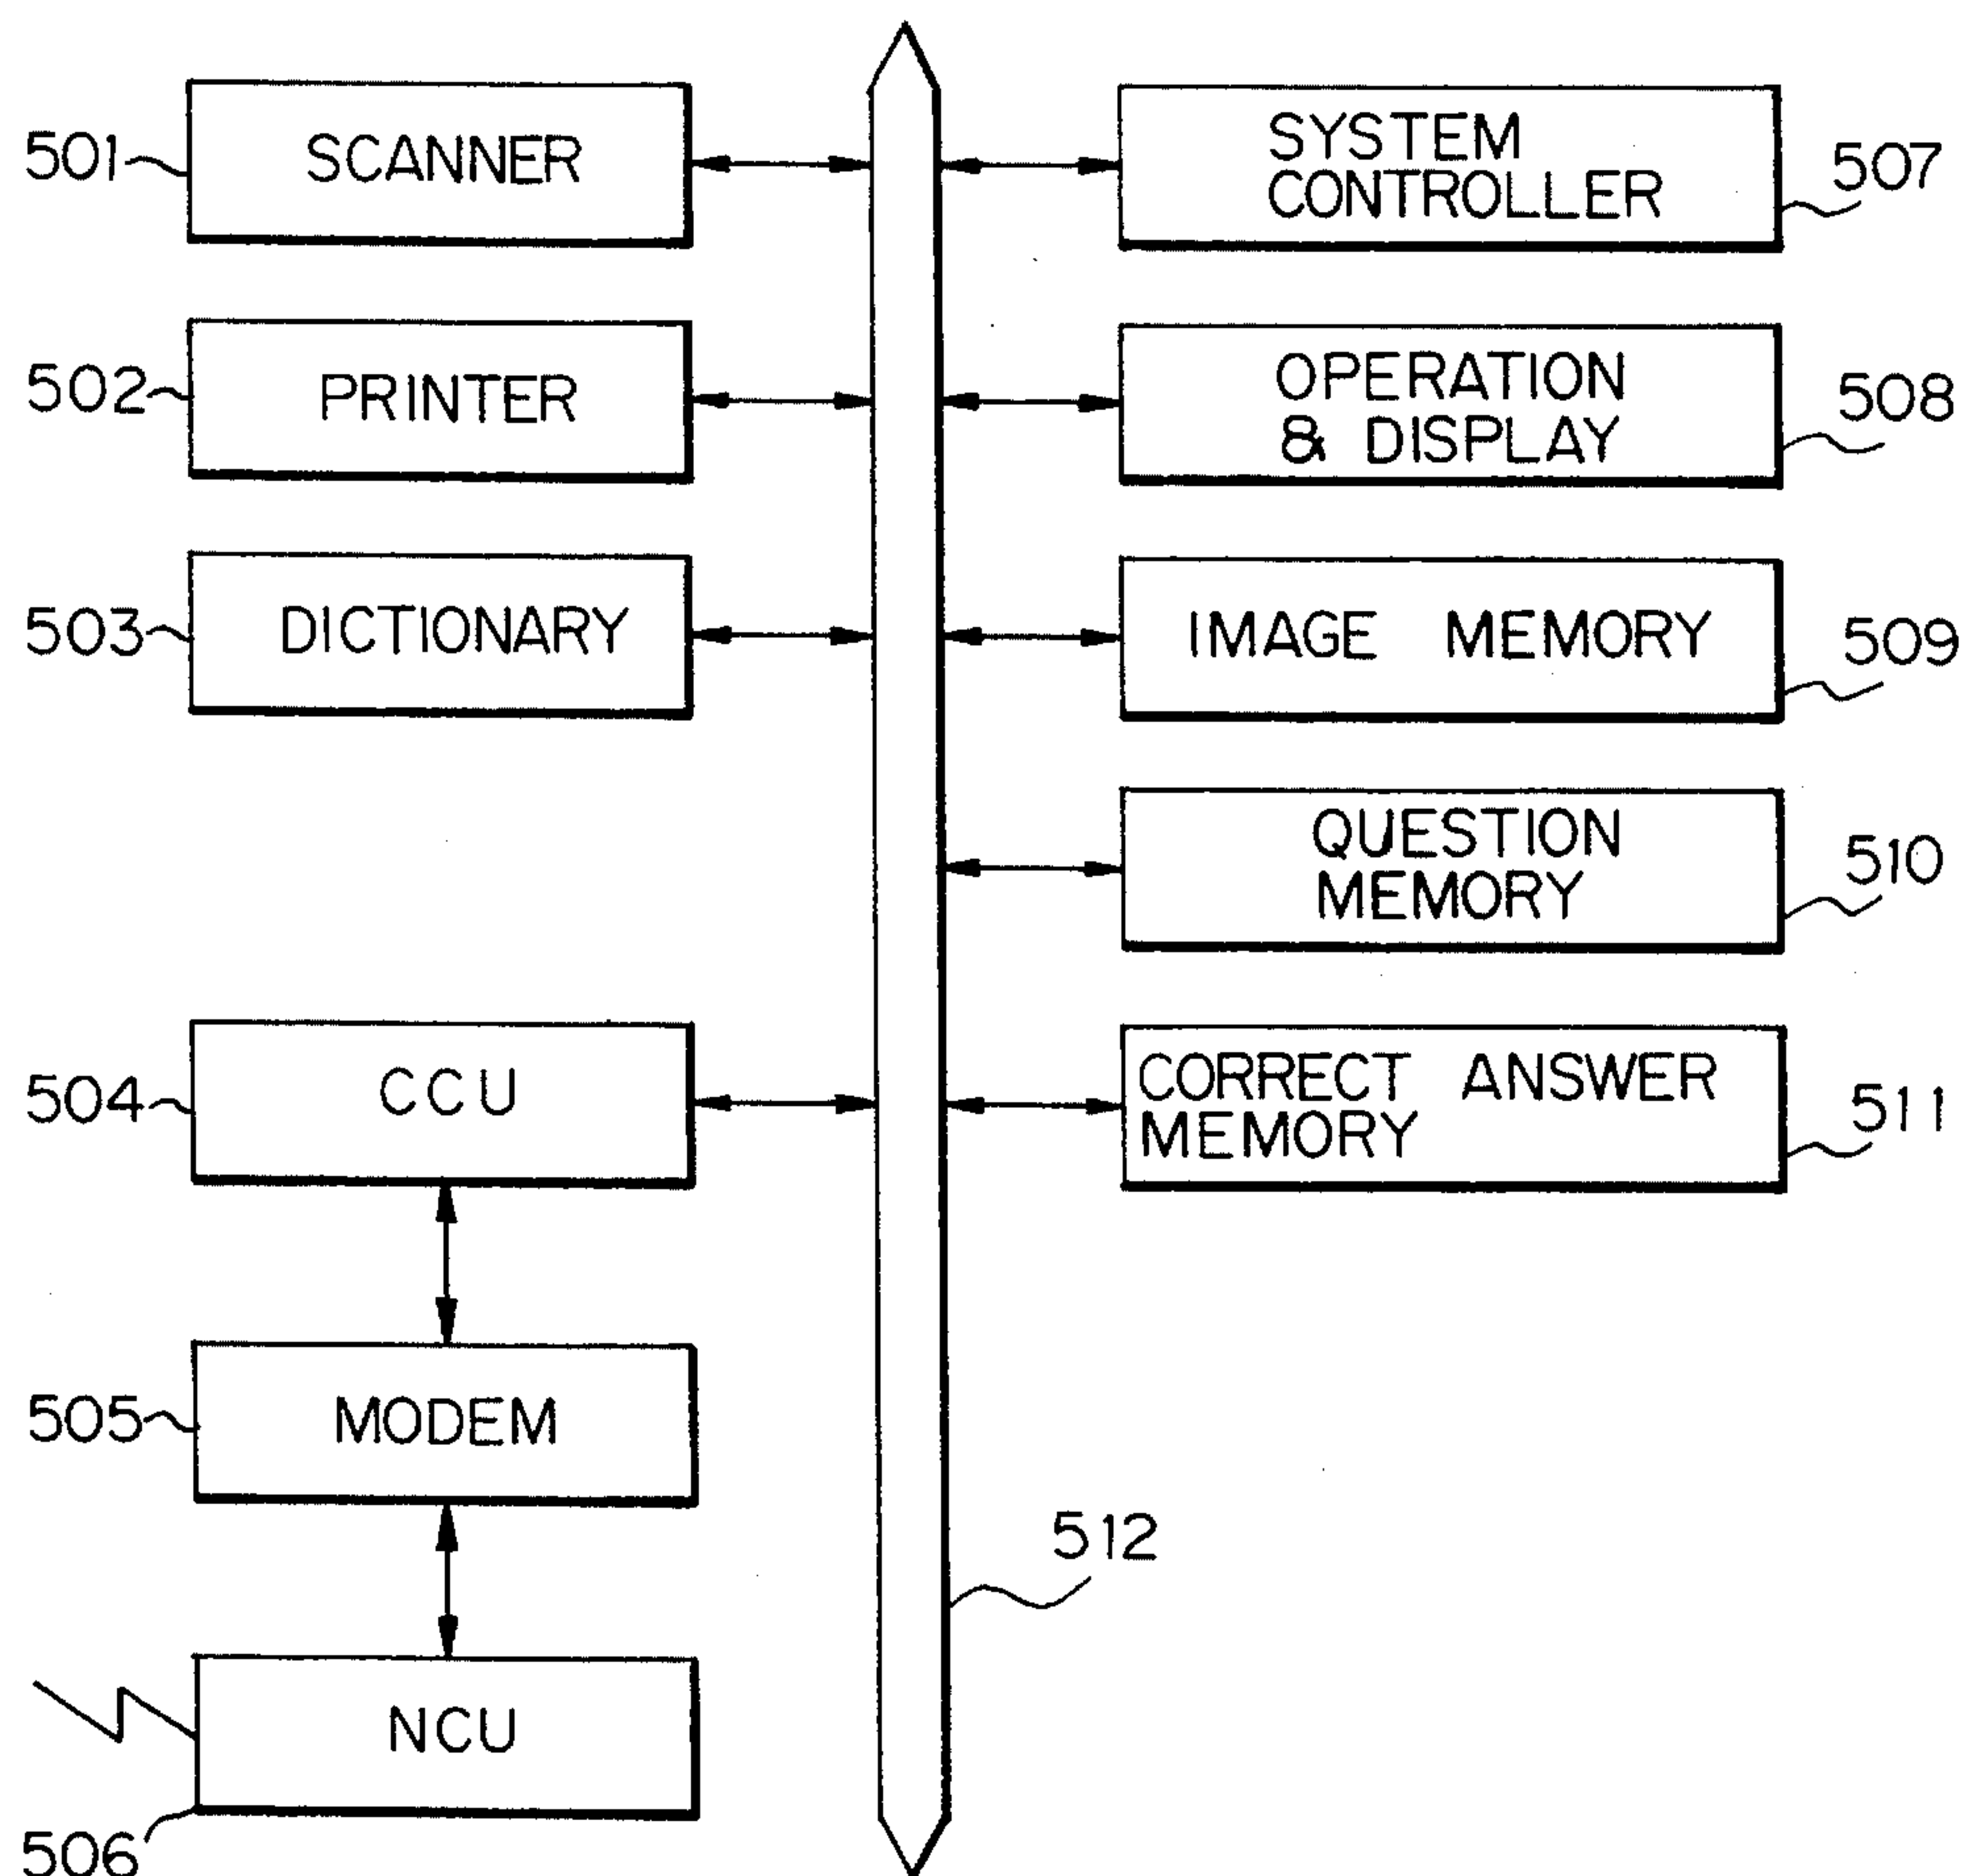 501
SCANNER
502
PRINTER
503
DICTIONARY
504
CCU
505
MODEM
NCU
506
SYSTEM
CONTROLLER
507
OPERATION
& DISPLAY
508
IMAGE MEMORY
509
QUESTION
MEMORY
510
CORRECT ANSWER
MEMORY
511
512